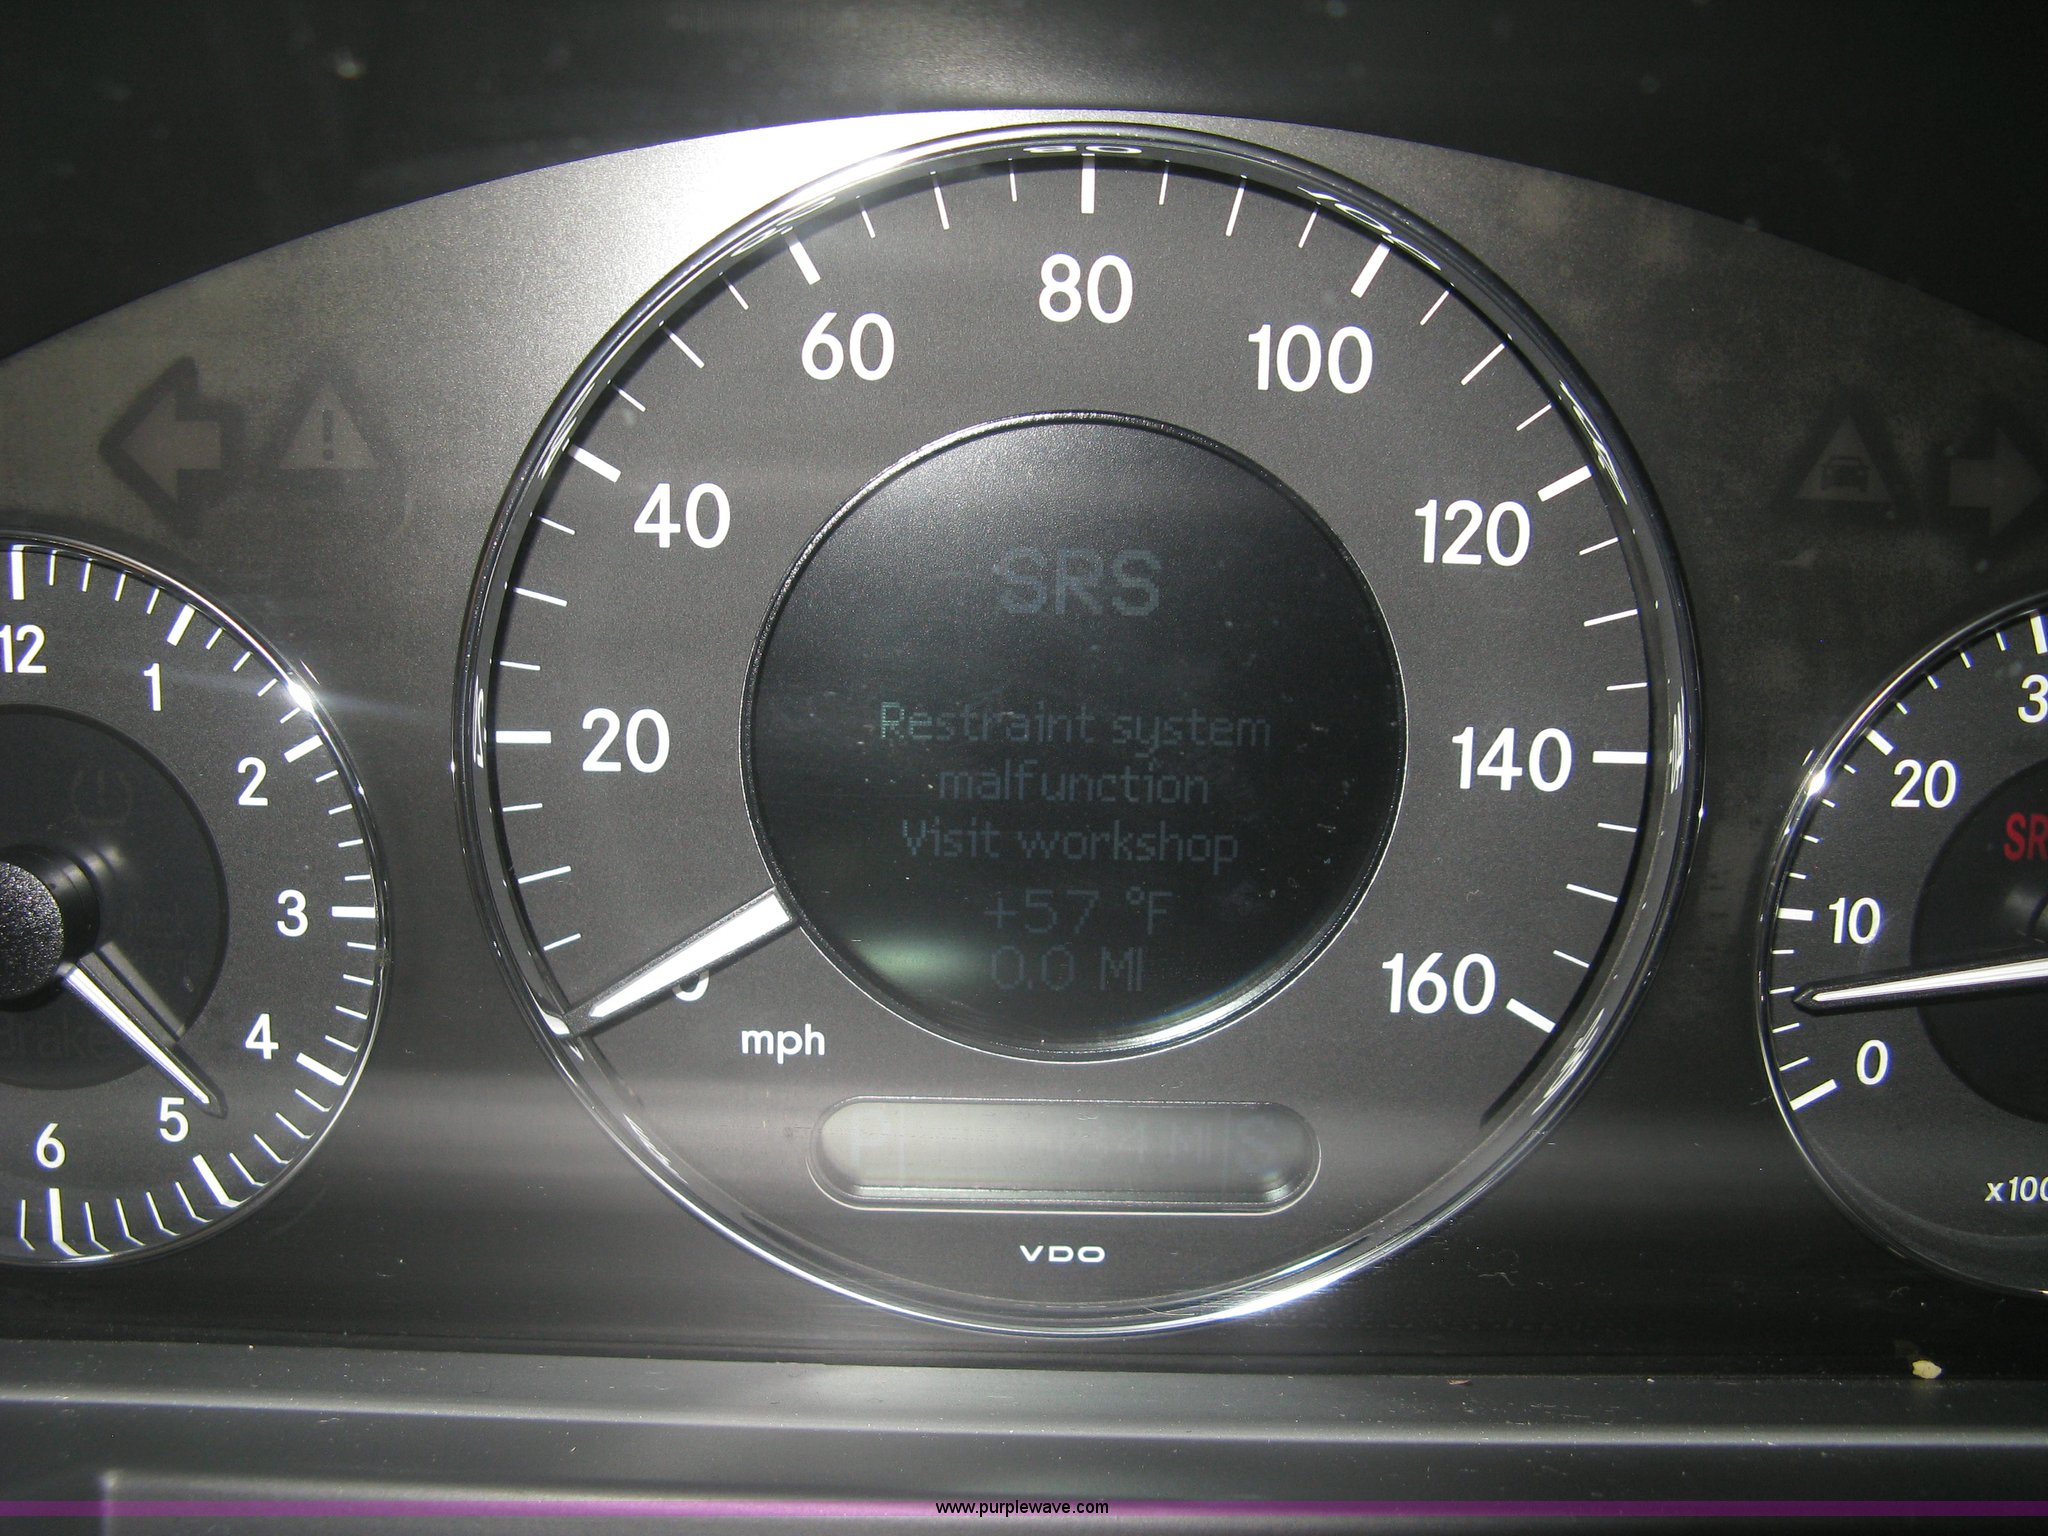 80
60
80
100
40
120
20
140
160
mph
SRS
Restraint system
malfunction
Visit workshop
+57 °F
0.0 MI
VDO
12
1
2
3
4
5
6
20
10
0
www.purplewave.com